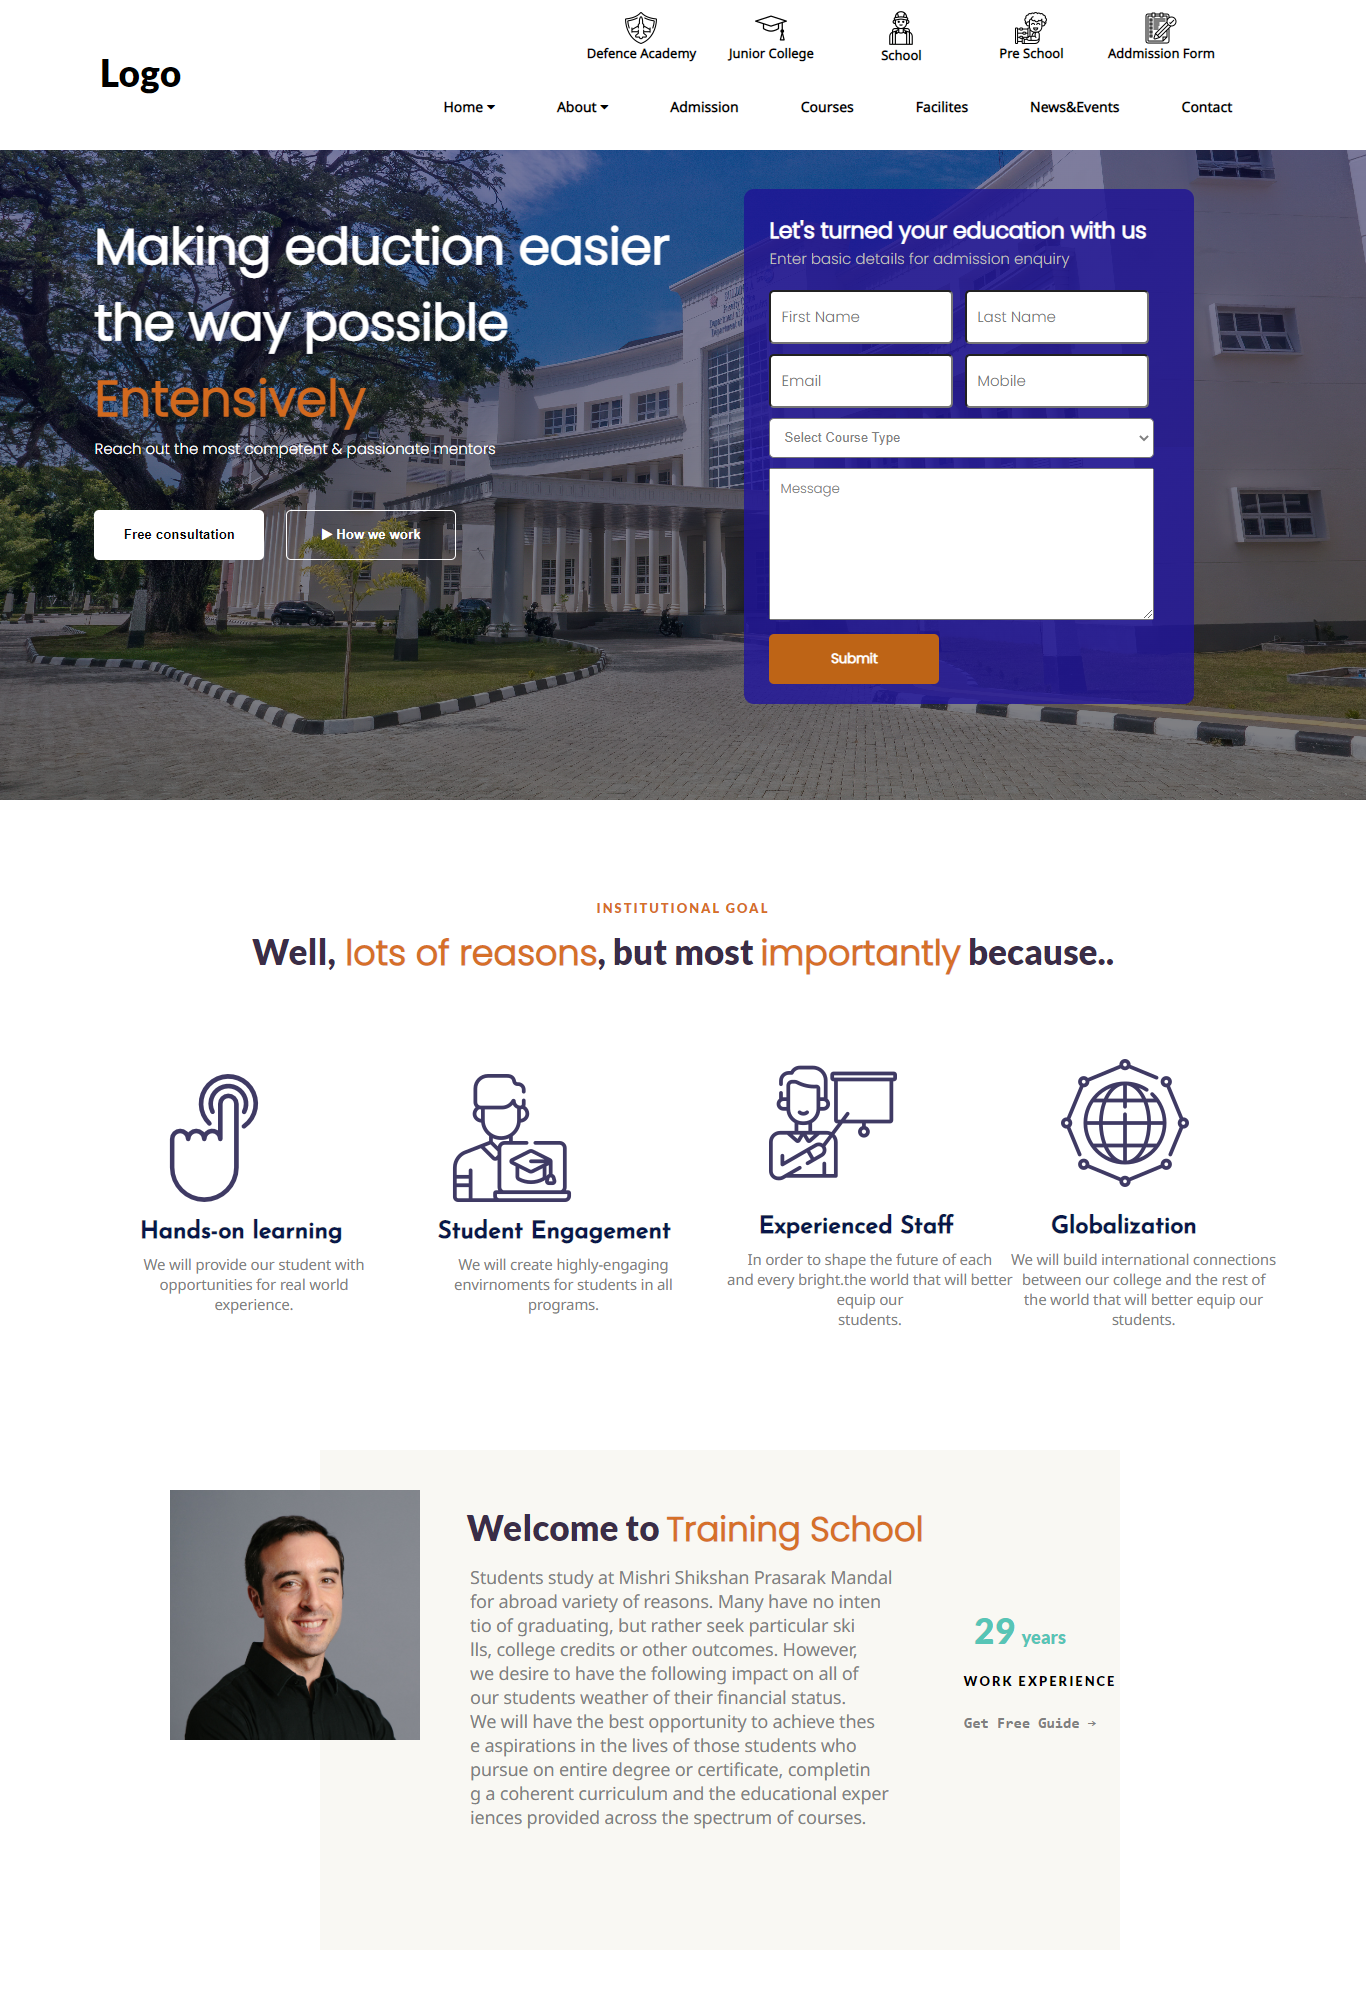 Defence Academy
Junior College
School
Pre School
Addmission Form
Logo
Home
About
Admission
Courses
Facilites
News&Events
Contact
Making eduction easier
the way possible
Entensively
Reach out the most competent & passionate mentors
Free consultation
How we work
Let's turned your education with us
Enter basic details for admission enquiry
First Name
Last Name
Email
Mobile
Select Course Type
Message
Submit
INSTITUTIONAL GOAL
Well, lots of reasons, but most importantly because..
Hands-on learning
We will provide our student with
opportunities for real world
experience.
Student Engagement
We will create highly-engaging
envirnoments for students in all
programs.
Experienced Staff
In order to shape the future of each
and every bright.the world that will better
equip our
students.
Globalization
We will build international connections
between our college and the rest of
the world that will better equip our
students.
Welcome to Training School
Students study at Mishri Shikshan Prasarak Mandal
for abroad variety of reasons. Many have no inten
tio of graduating, but rather seek particular ski
lls, college credits or other outcomes. However,
we desire to have the following impact on all of
our students weather of their financial status.
We will have the best opportunity to achieve thes
e aspirations in the lives of those students who
pursue on entire degree or certificate, completin
g a coherent curriculum and the educational exper
iences provided across the spectrum of courses.
29 years
WORK EXPERIENCE
Get Free Guide →